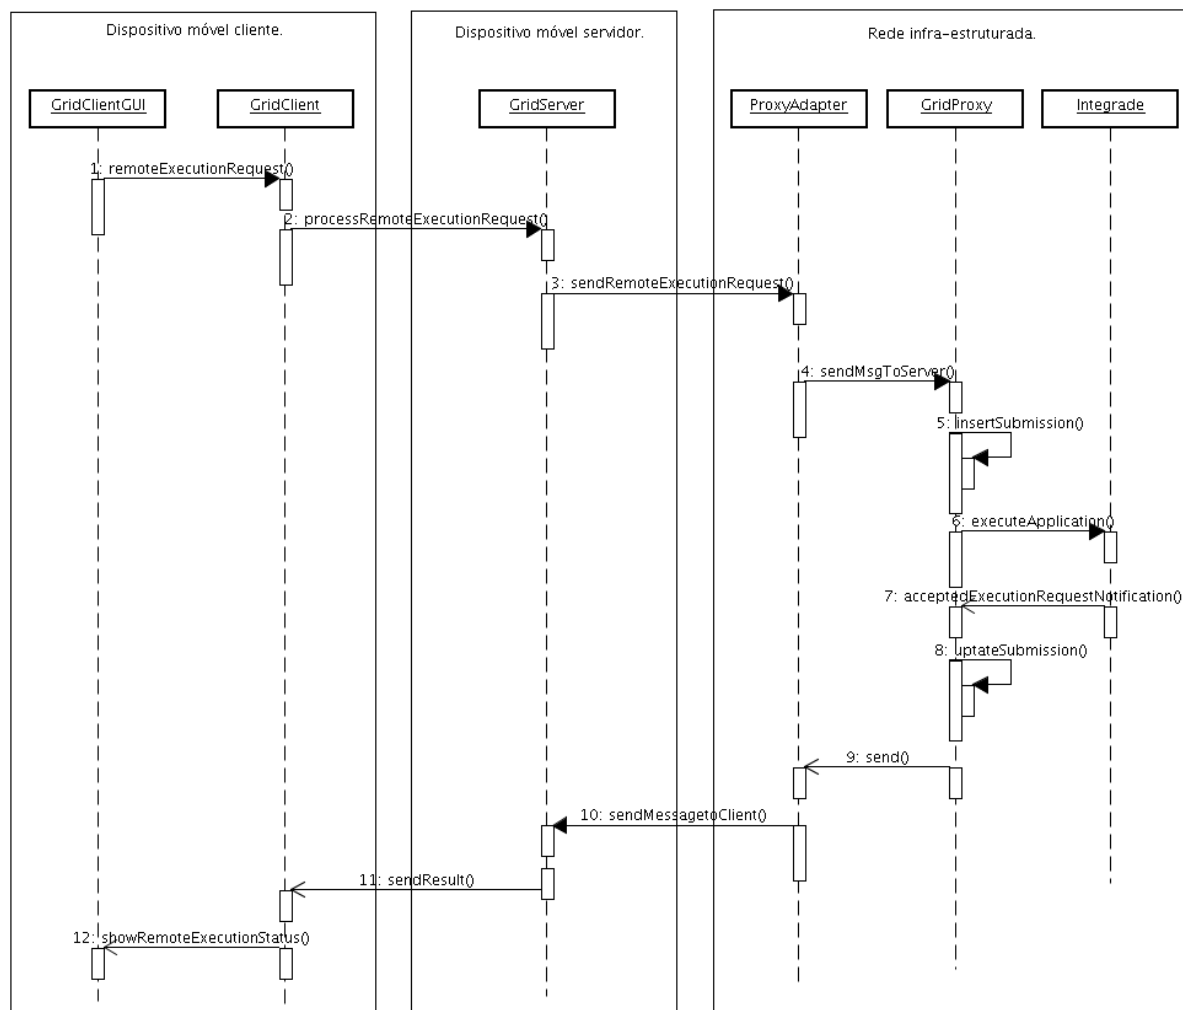 Dispositivo móvel cliente.
Dispositivo móvel servidor.
Rede infra-estruturada.
GridClientGUI
GridClient
GridServer
ProxyAdapter
GridProxy
Integrade
1: remoteExecutionRequest()
2: processRemoteExecutionRequest()
3: sendRemoteExecutionRequest()
4: sendMsgToServer()
5: insertSubmission()
6: executeApplication()
7: acceptedExecutionRequestNotification()
8: uptateSubmission()
9: send()
10: sendMessagetoClient()
11: sendResult()
12: showRemoteExecutionStatus()